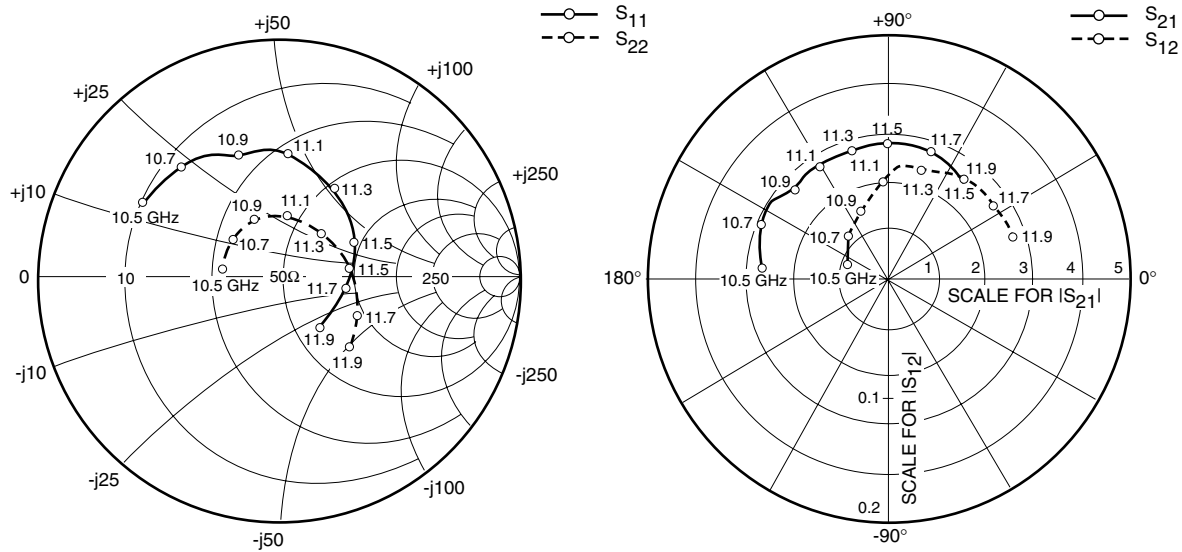 S11
S22
+j50
+j25
+j100
+j10
+j250
10.5 GHz
10.7
10.9
11.1
11.3
11.5
11.7
11.9
10.5 GHz
10.7
10.9
11.1
11.3
11.5
11.7
11.9
0
10
50Ω
250
-j10
-j250
-j25
-j100
-j50
S21
S12
+90°
180°
0°
-90°
10.5 GHz
10.7
10.9
11.1
11.3
11.5
11.7
11.9
10.5 GHz
10.7
10.9
11.1
11.3
11.5
11.7
11.9
1
2
3
4
5
SCALE FOR |S21|
0.1
0.2
SCALE FOR |S12|